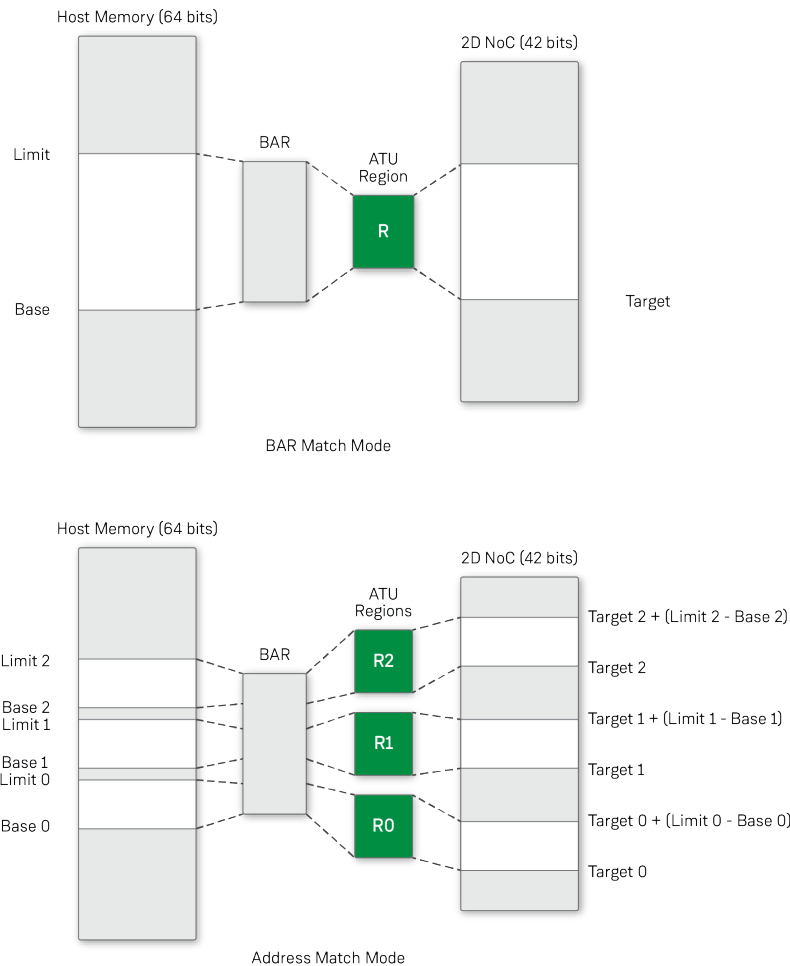 Host Memory (64 bits)
2D NoC (42 bits)
BAR
Limit
ATU
Region
R
Base
Target
BAR Match Mode
Host Memory (64 bits)
2D NoC (42 bits)
ATU
Regions
Target 2 + (Limit 2 - Base 2)
BAR
Limit 2
R2
Target 2
Base 2
Limit 1
Target 1 + (Limit 1 - Base 1)
R1
Base 1
Target 1
Limit 0
Target 0 + (Limit 0 - Base 0)
Base 0
R0
Target 0
Address Match Mode